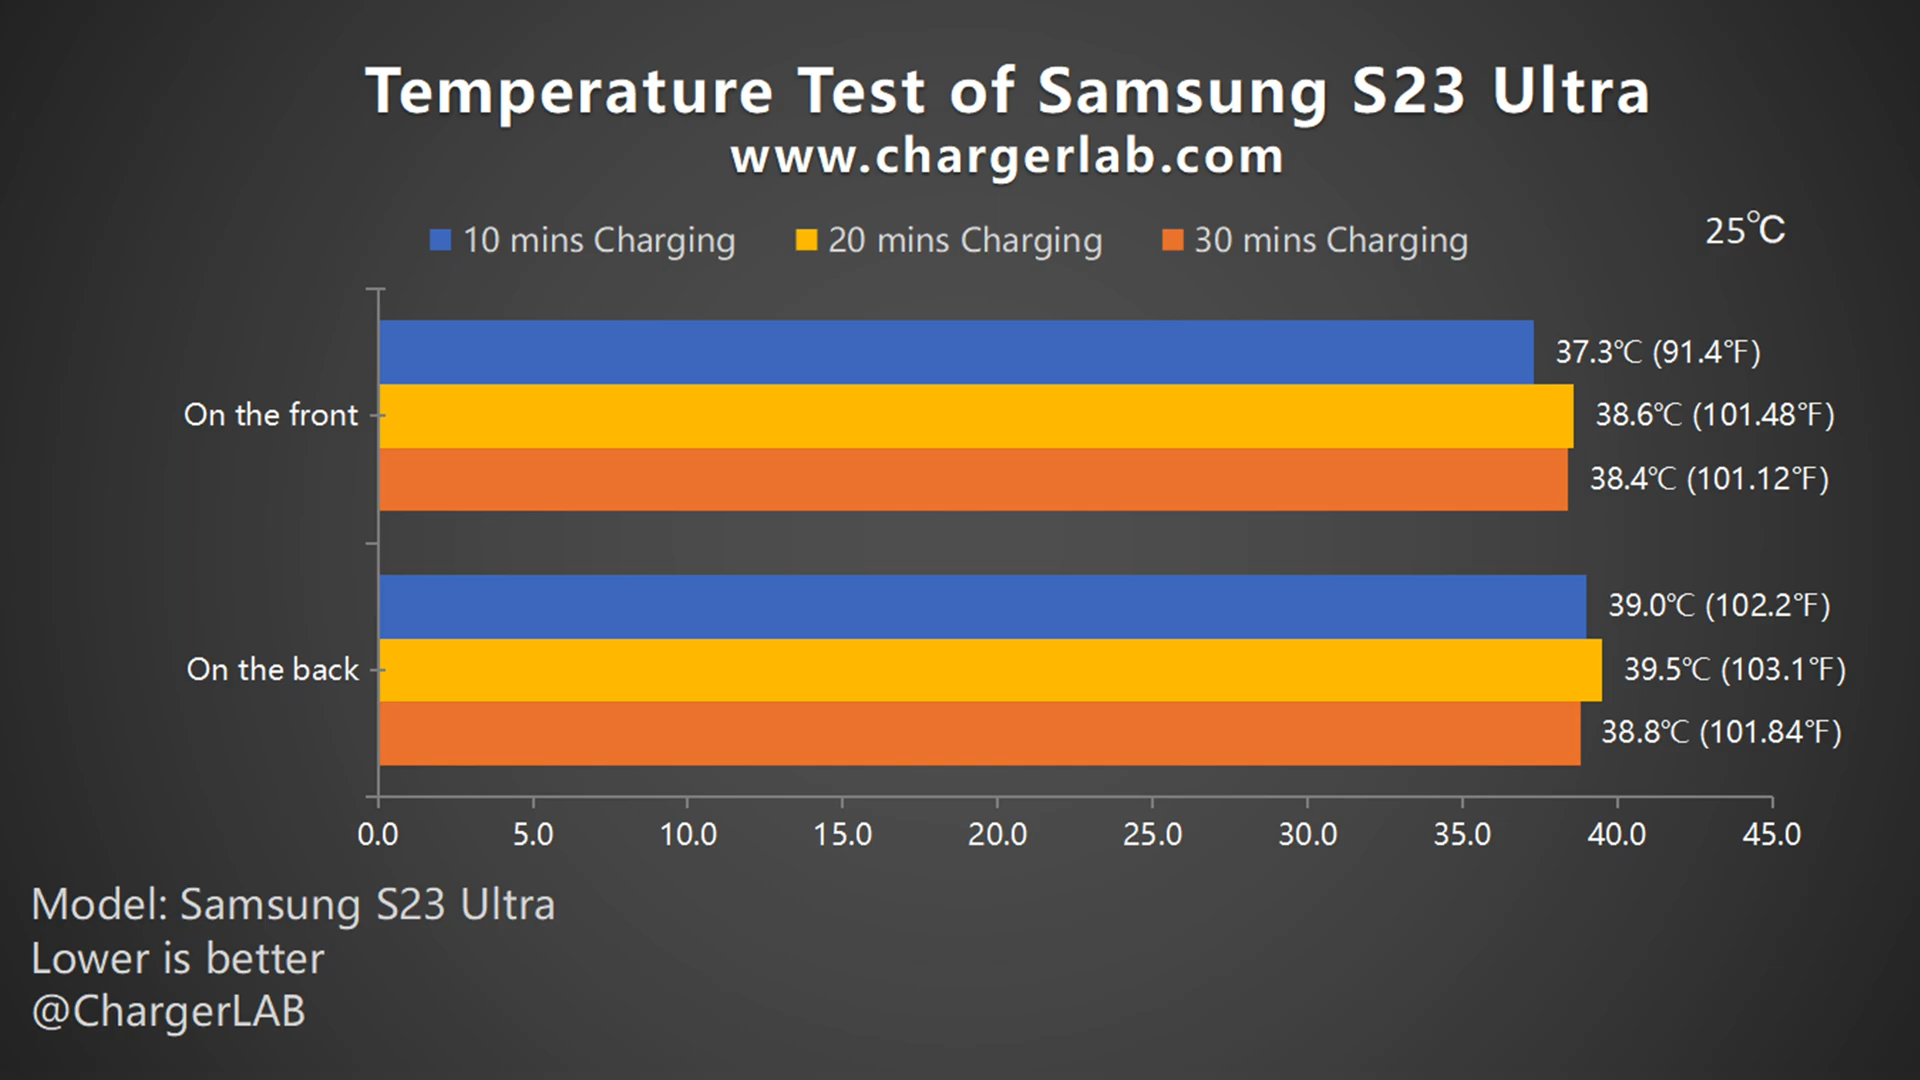 Temperature Test of Samsung S23 Ultra
www.chargerlab.com
10 mins Charging 20 mins Charging 30 mins Charging
25℃
37.3℃ (91.4℉)
On the front
38.6℃ (101.48℉)
38.4℃ (101.12℉)
39.0℃ (102.2℉)
On the back
39.5℃ (103.1℉)
38.8℃ (101.84℉)
0.0 5.0 10.0 15.0 20.0 25.0 30.0 35.0 40.0 45.0
Model: Samsung S23 Ultra
Lower is better
@ChargerLAB